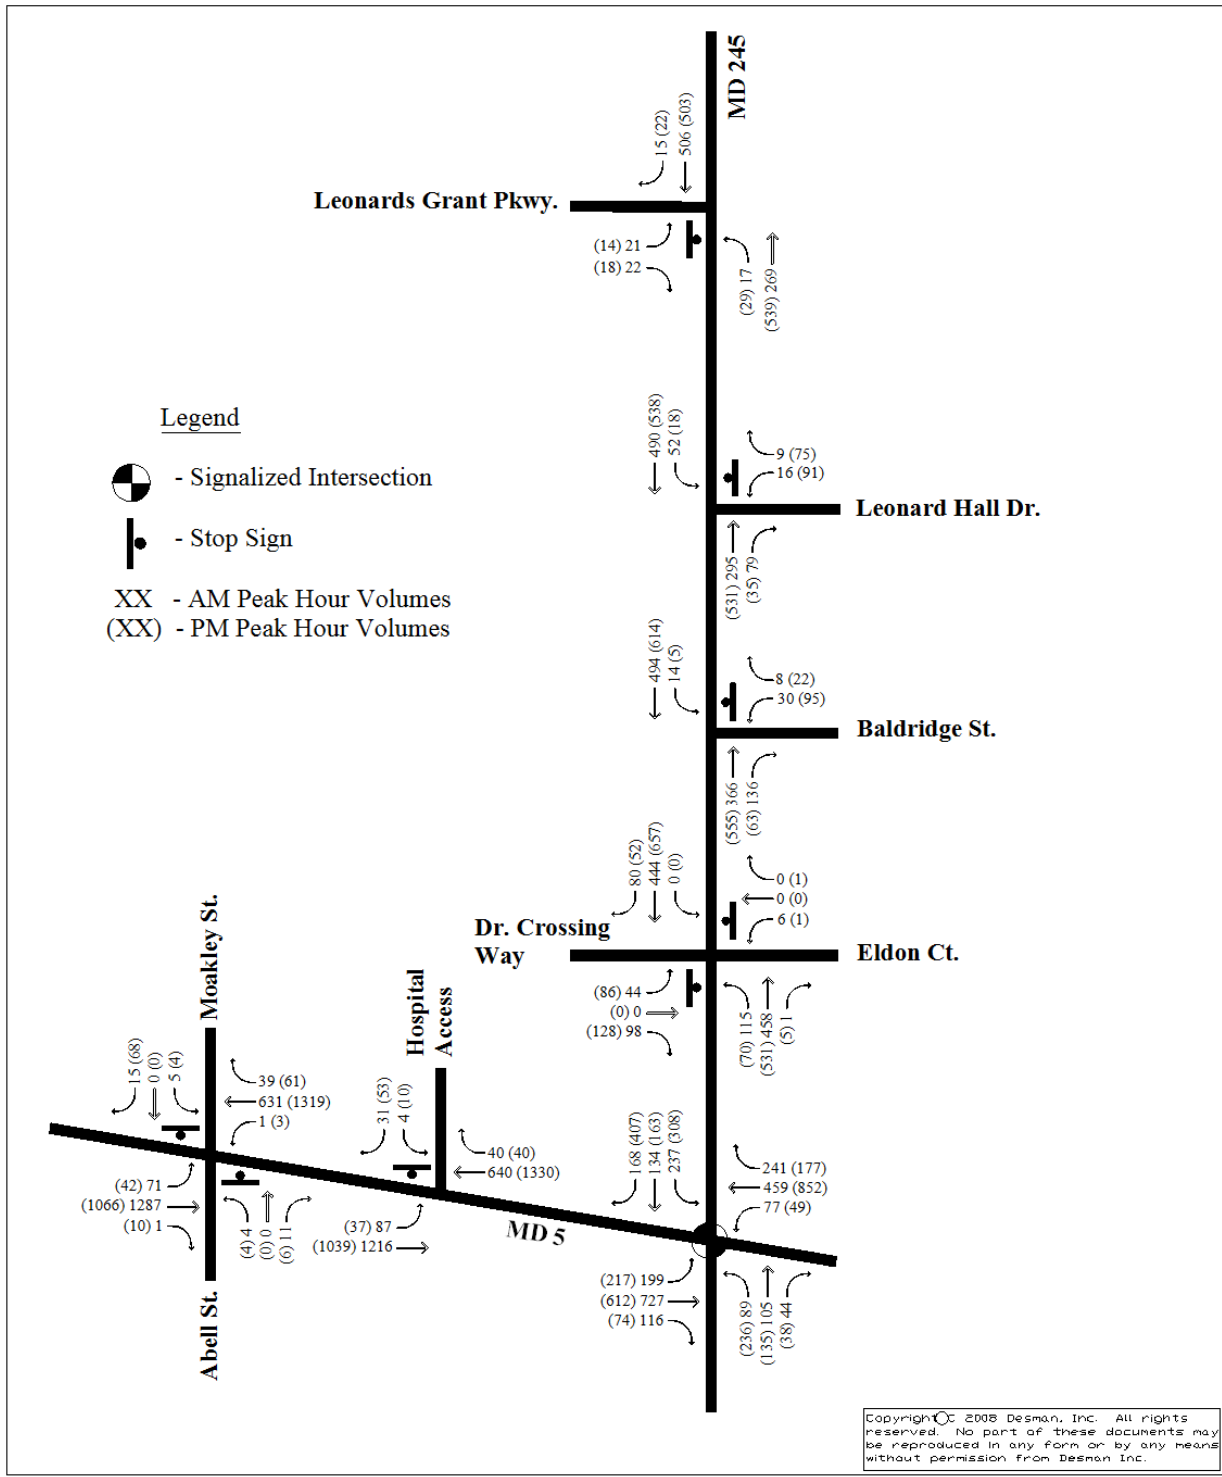 MD 245
15 (22)
506 (503)
Leonards Grant Pkwy.
(14) 21
(18) 22
(29) 17
(539) 269
Legend
- Signalized Intersection
- Stop Sign
XX - AM Peak Hour Volumes
(XX) - PM Peak Hour Volumes
490 (538)
52 (18)
9 (75)
16 (91)
Leonard Hall Dr.
(531) 295
(35) 79
494 (614)
14 (5)
8 (22)
30 (95)
Baldridge St.
(555) 366
(63) 136
80 (52)
444 (657)
0 (0)
0 (1)
0 (0)
6 (1)
Dr. Crossing
Way
Eldon Ct.
(86) 44
(0) 0
(128) 98
(70) 115
(531) 458
(5) 1
Moakley St.
Hospital
Access
15 (68)
0 (0)
5 (4)
39 (61)
631 (1319)
1 (3)
31 (53)
4 (10)
40 (40)
640 (1330)
168 (407)
134 (163)
237 (308)
241 (177)
459 (852)
77 (49)
(42) 71
(1066) 1287
(10) 1
(4) 4
(0) 0
(6) 11
(37) 87
(1039) 1216
MD 5
Abell St.
(217) 199
(612) 727
(74) 116
(236) 89
(135) 105
(38) 44
Copyright C 2008 Desman, Inc. All rights
reserved. No part of these documents may
be reproduced in any form or by any means
without permission from Desman Inc.